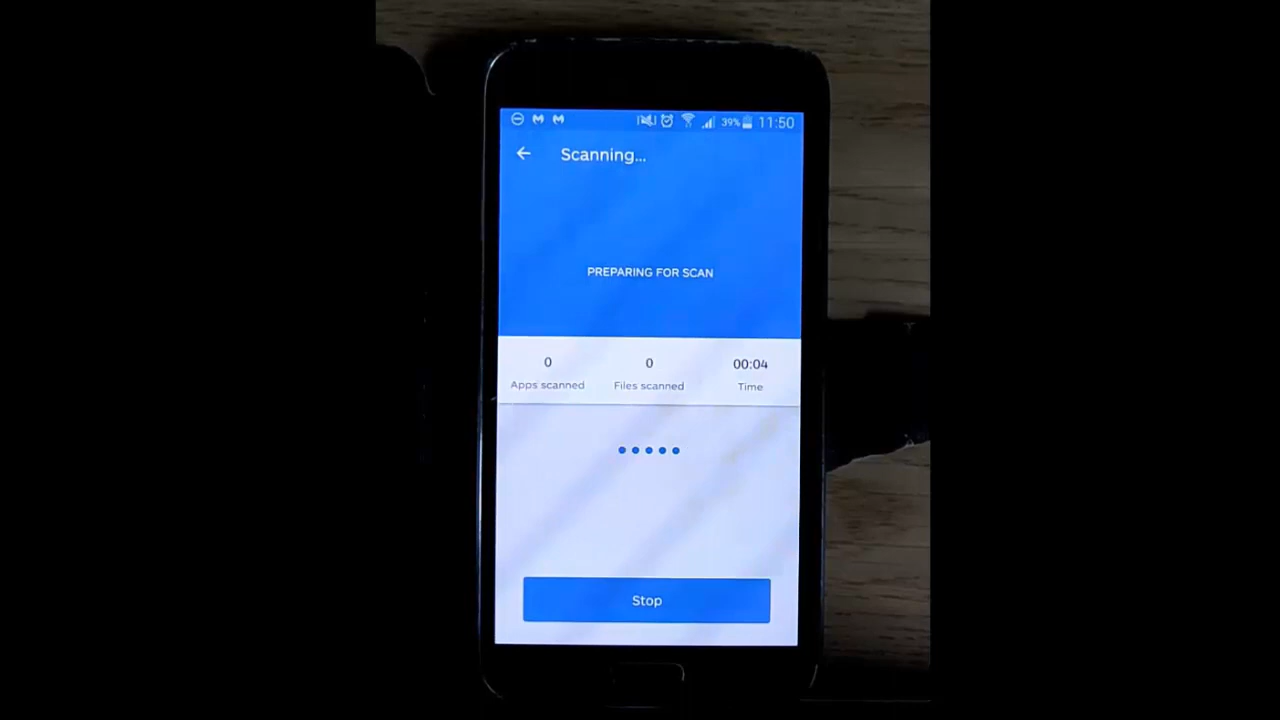 39% 11:50
Scanning...
PREPARING FOR SCAN
0 0 00:04
Apps scanned Files scanned Time
Stop